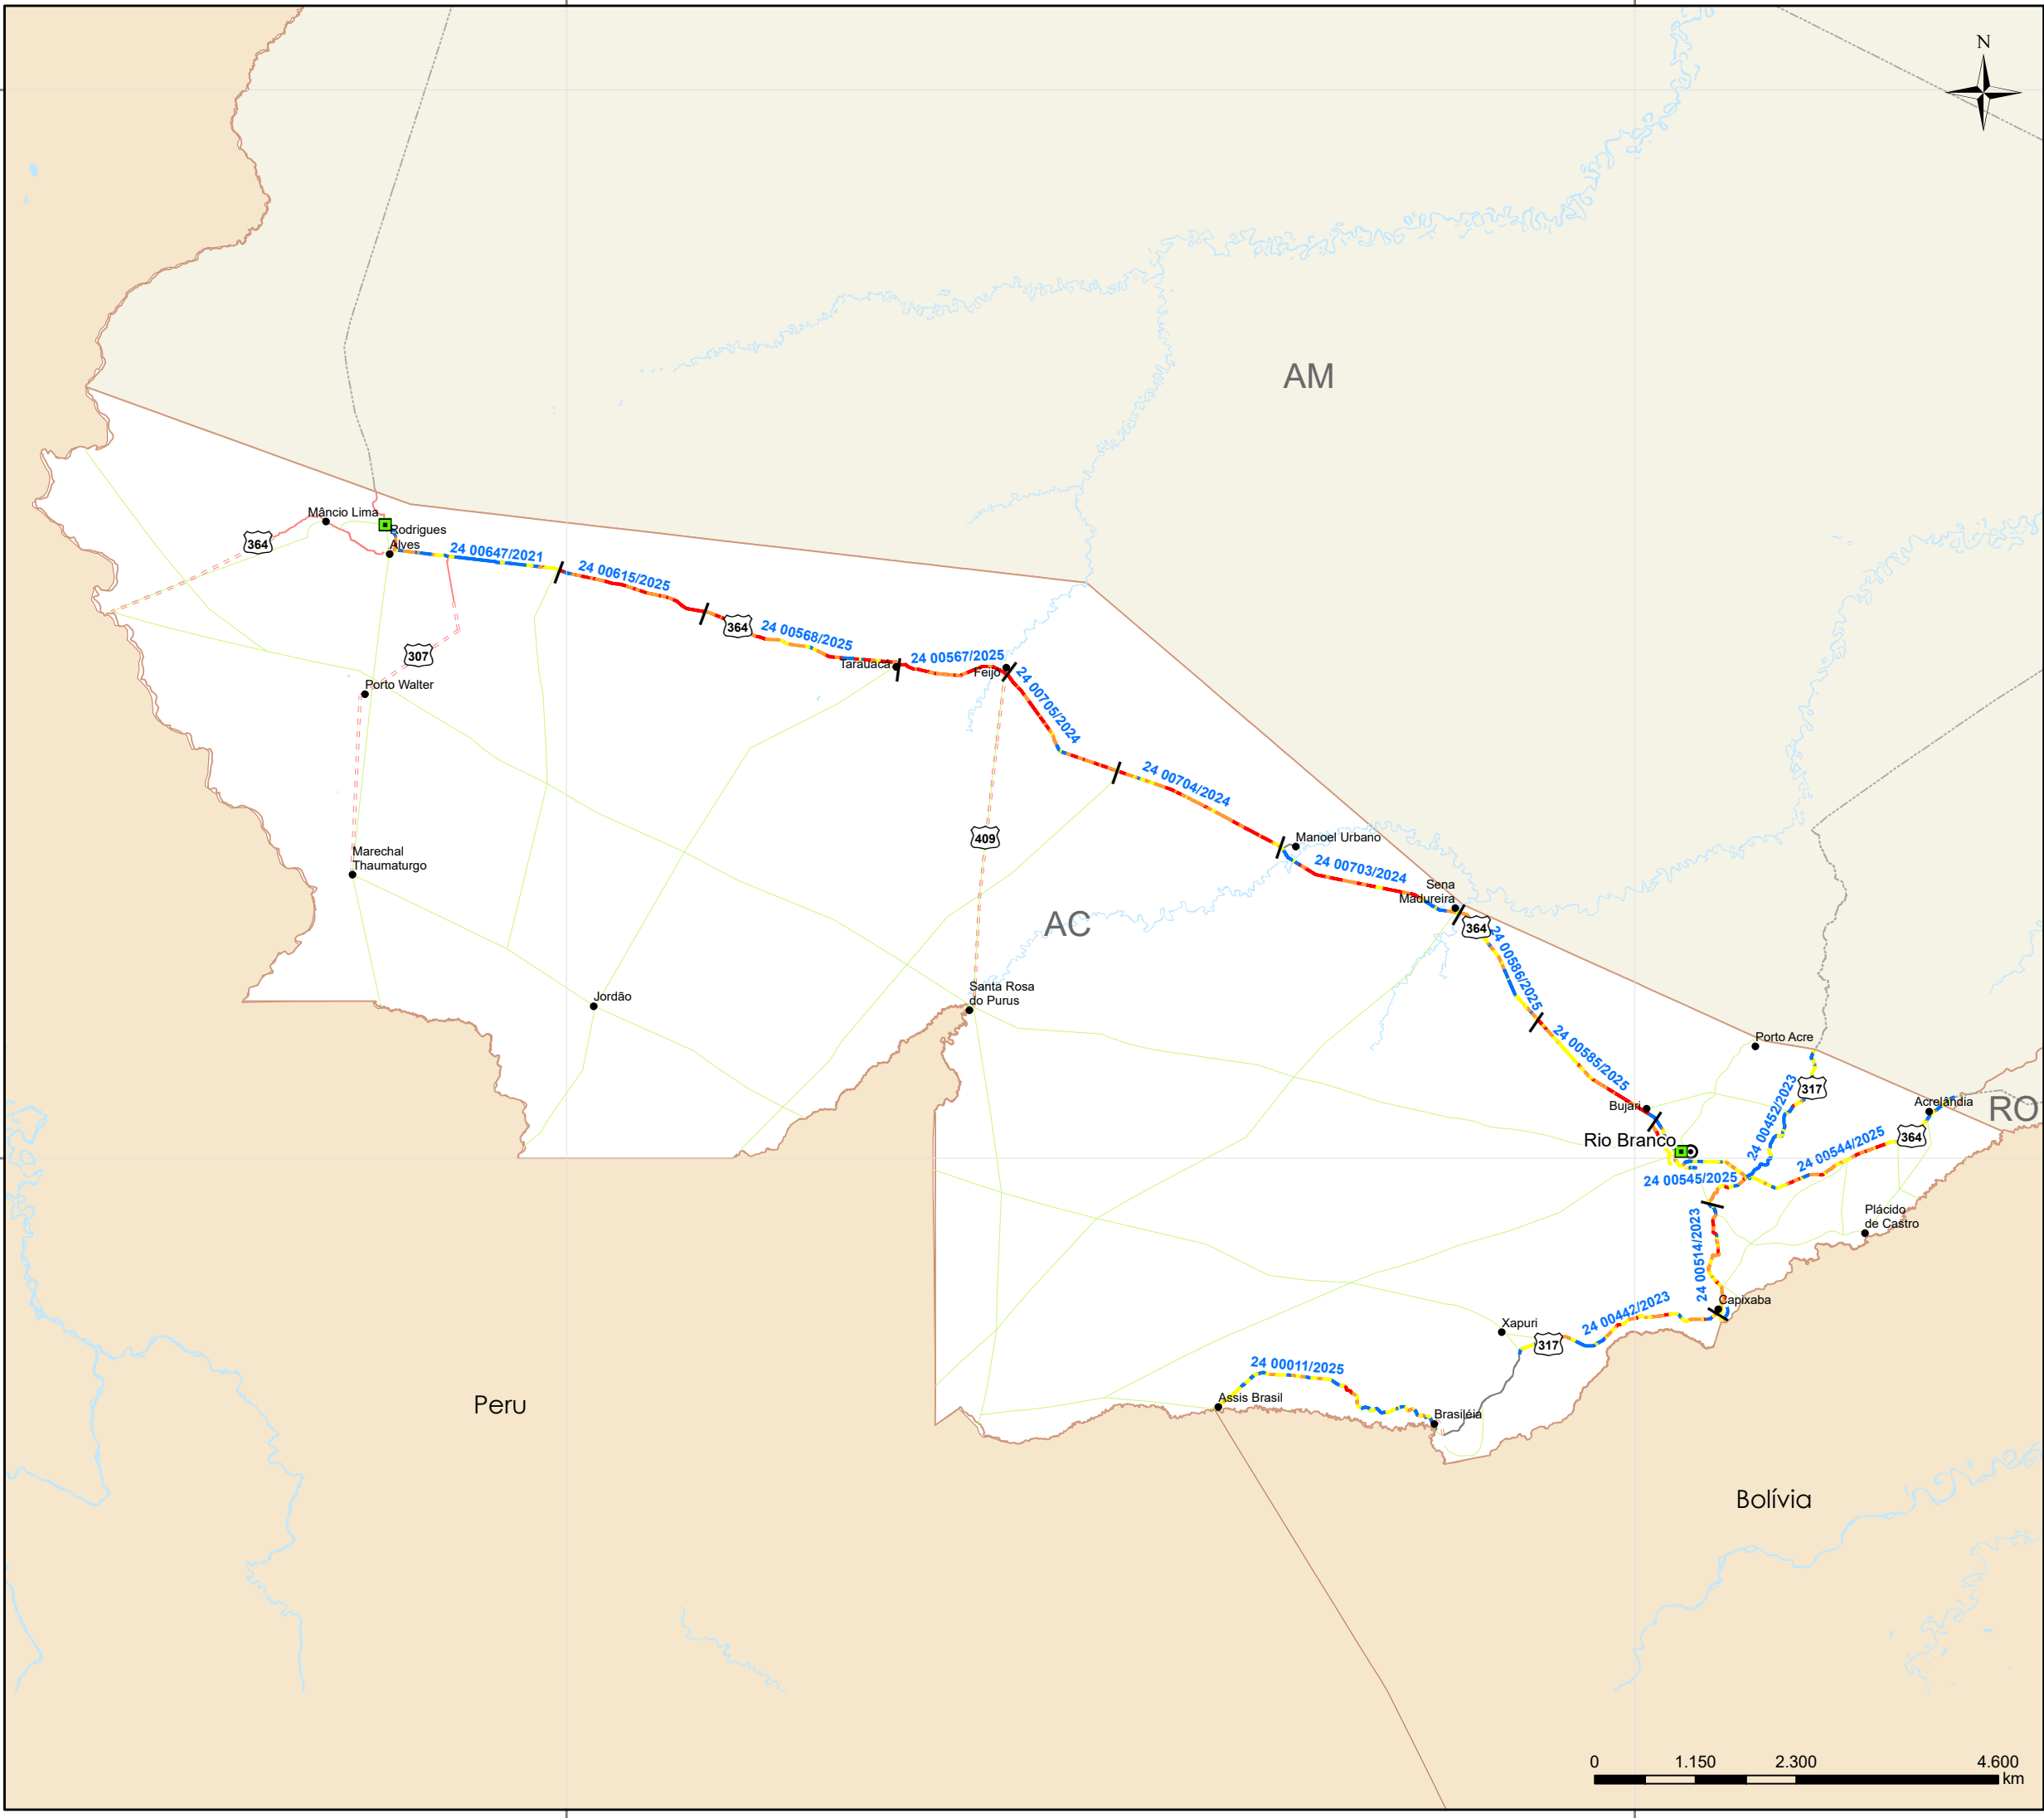 N
AM
Mâncio Lima
Rodrigues
Alves
364
24 00647/2021
24 00615/2025
364
24 00568/2025
307
Tarauacá
24 00567/2025
Feijó
24 00705/2024
Porto Walter
24 00704/2024
409
Manoel Urbano
Marechal
Thaumaturgo
24 00703/2024
Sena
Madureira
AC
364
24 00586/2025
Santa Rosa
do Purus
Jordão
24 00585/2025
Porto Acre
317
24 00452/2023
Bujari
Acrelândia
RO
364
Rio Branco
24 00544/2025
24 00545/2025
Plácido
de Castro
24 00514/2023
Capixaba
24 00442/2023
Xapuri
317
24 00011/2025
Assis Brasil
Brasiléia
Peru
Bolívia
0 1.150 2.300 4.600
km